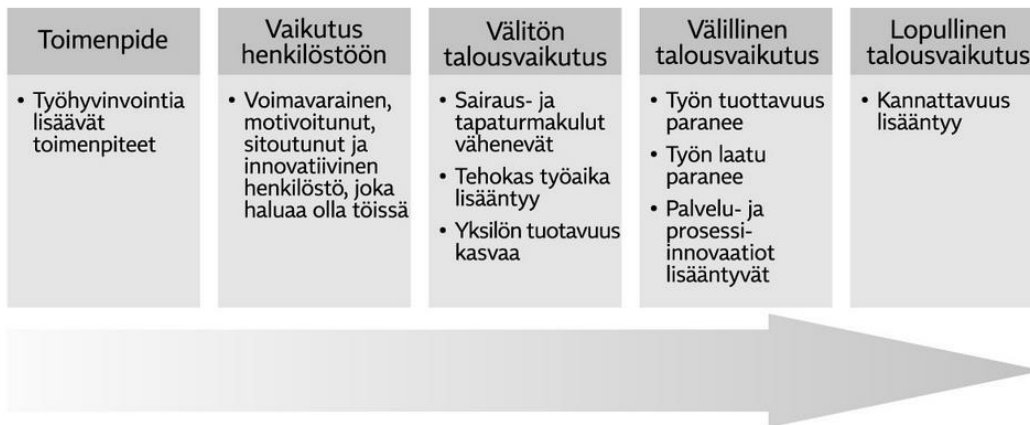 Toimenpide
• Työhyvinvointia
lisäävät
toimenpiteet
Vaikutus
henkilöstöön
• Voimavarainen,
motivoitunut,
sitoutunut ja
innovatiivinen
henkilöstö, joka
haluaa olla töissä
Välitön
talousvaikutus
• Sairaus- ja
tapaturmakulut
vähenevät
• Tehokas työaika
lisääntyy
• Yksilön tuotavuus
kasvaa
Välillinen
talousvaikutus
• Työn tuottavuus
paranee
• Työn laatu
paranee
• Palvelu- ja
prosessi-
innovaatiot
lisääntyvät
Lopullinen
talousvaikutus
• Kannattavuus
lisääntyy